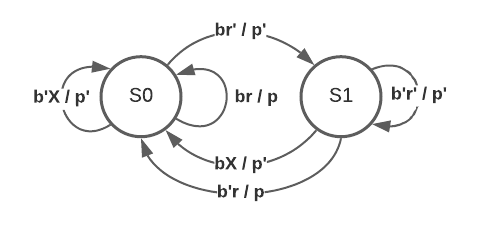 br' / p'
b'X / p'
S0
br / p
S1
b'r' / p'
bX / p'
b'r / p